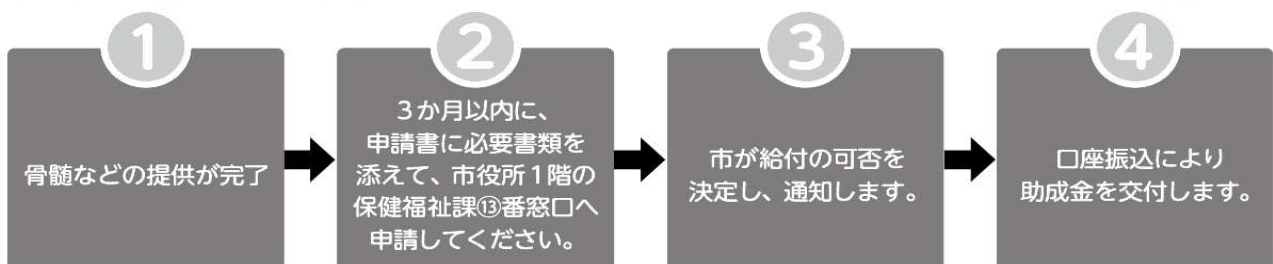 1
骨髄などの提供が完了
2
3か月以内に、
申請書に必要書類を
添えて、市役所1階の
保健福祉課⑬番窓口へ
申請してください。
3
市が給付の可否を
決定し、通知します。
4
口座振込により
助成金を交付します。